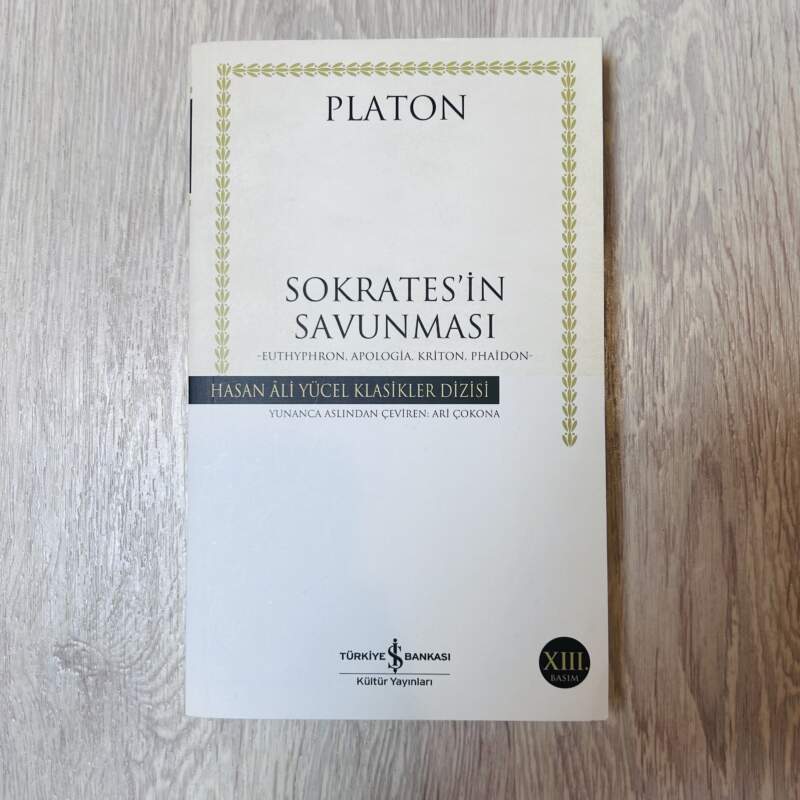 PLATON
SOKRATES'İN
SAVUNMASI
-EUTHYPHRON, APOLOGİA, KRİTON, PHAİDON-
HASAN ÂLİ YÜCEL KLASİKLER DİZİSİ
YUNANCA ASLINDAN ÇEVİREN: ARİ ÇOKONA
TÜRKİYE İŞ BANKASI
Kültür Yayınları
XIII.
BASIM